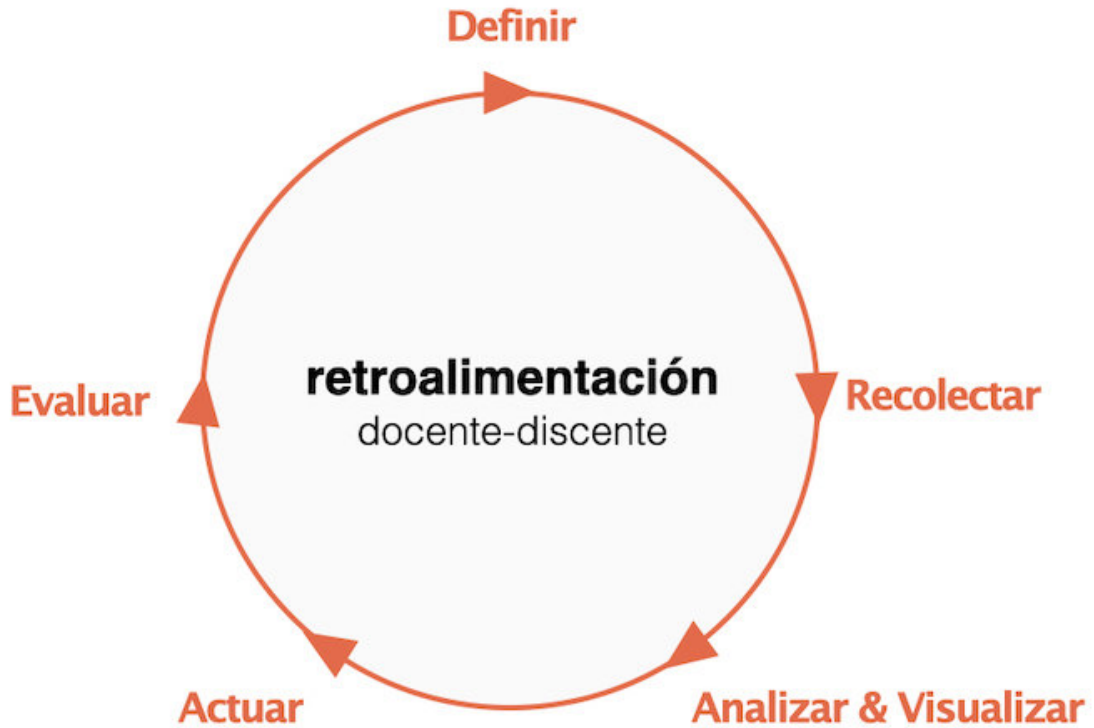 Definir
retroalimentación
docente-discente
Evaluar
Recolectar
Actuar
Analizar & Visualizar